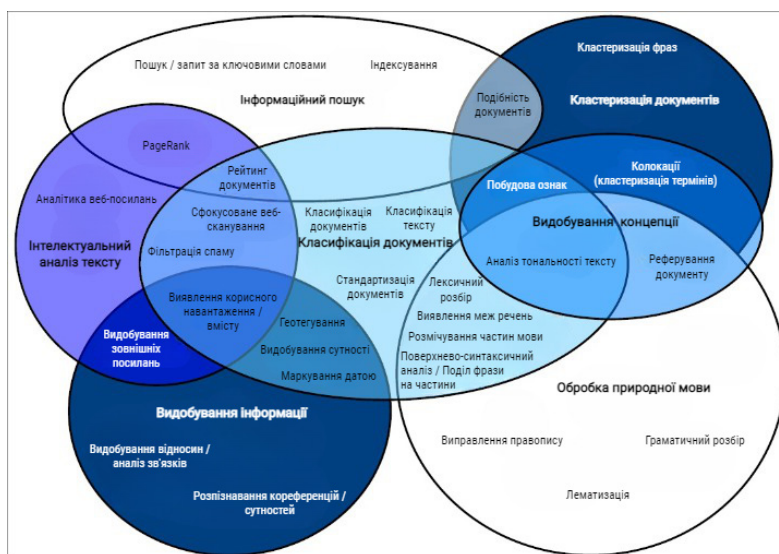 Кластеризація фраз
Пошук / запит за ключовими словами
Індексування
Інформаційний пошук
Подібність
документів
Кластеризація документів
PageRank
Рейтинг
документів
Колокації
(кластеризація термінів)
Побудова ознак
Аналітика веб-посилань
Сфокусоване веб-
сканування
Класифікація
документів
Класифікація
тексту
Видобування концепції
Інтелектуальний
аналіз тексту
Фільтрація спаму
Класифікація документів
Аналіз тональності тексту
Реферування
документу
Стандартизація
документів
Лексичний
розбір
Виявлення корисного
навантаження /
вмісту
Геотегування
Виявлення меж речень
Видобування
зовнішніх
посилань
Видобування сутності
Розмічування частин мови
Маркування датою
Поверхнево-синтаксичний
аналіз / Поділ фрази
на частини
Обробка природної мови
Видобування інформації
Виправлення правопису
Граматичний розбір
Видобування відносин /
аналіз зв'язків
Розпізнавання кореференцій /
сутностей
Лематизація